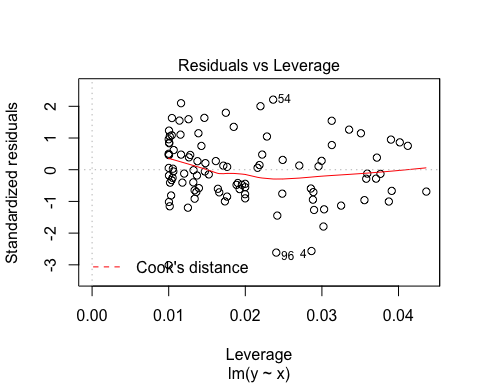 Residuals vs Leverage
Standardized residuals
2
1
0
-1
-2
-3
54
96
4
Cook's distance
0.00
0.01
0.02
0.03
0.04
Leverage
lm(y ~ x)